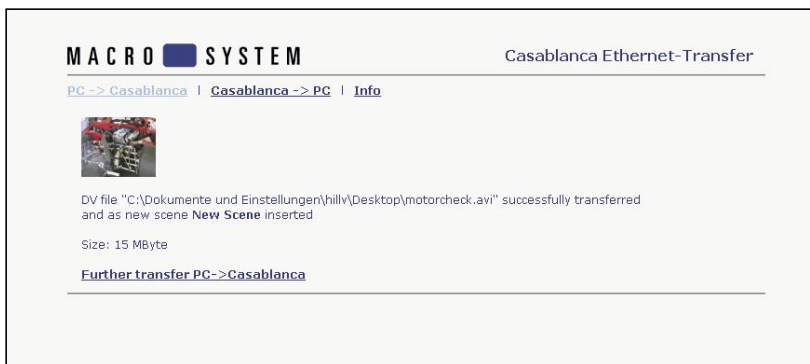 MACRO SYSTEM
Casablanca Ethernet-Transfer
PC -> Casablanca | Casablanca -> PC | Info
DV file "C:\Dokumente und Einstellungen\hillv\Desktop\motorcheck.avi" successfully transferred
and as new scene New Scene inserted
Size: 15 MByte
Further transfer PC->Casablanca